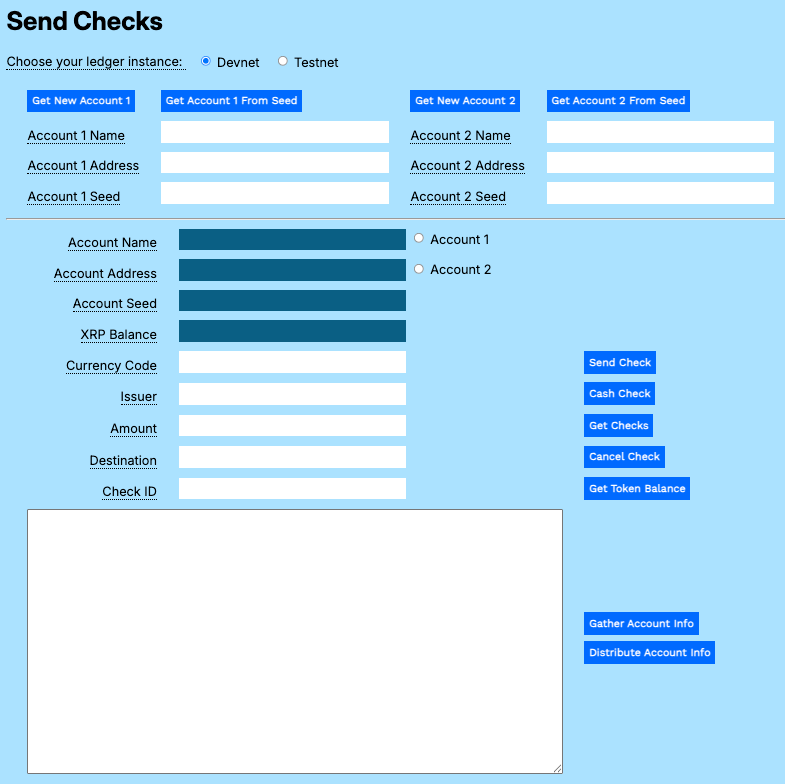 Send Checks
Choose your ledger instance: Devnet Testnet
Get New Account 1 Get Account 1 From Seed Get New Account 2 Get Account 2 From Seed
Account 1 Name Account 2 Name
Account 1 Address Account 2 Address
Account 1 Seed Account 2 Seed
Account Name Account 1
Account Address Account 2
Account Seed
XRP Balance
Currency Code Send Check
Issuer Cash Check
Amount Get Checks
Destination Cancel Check
Check ID Get Token Balance
Gather Account Info
Distribute Account Info